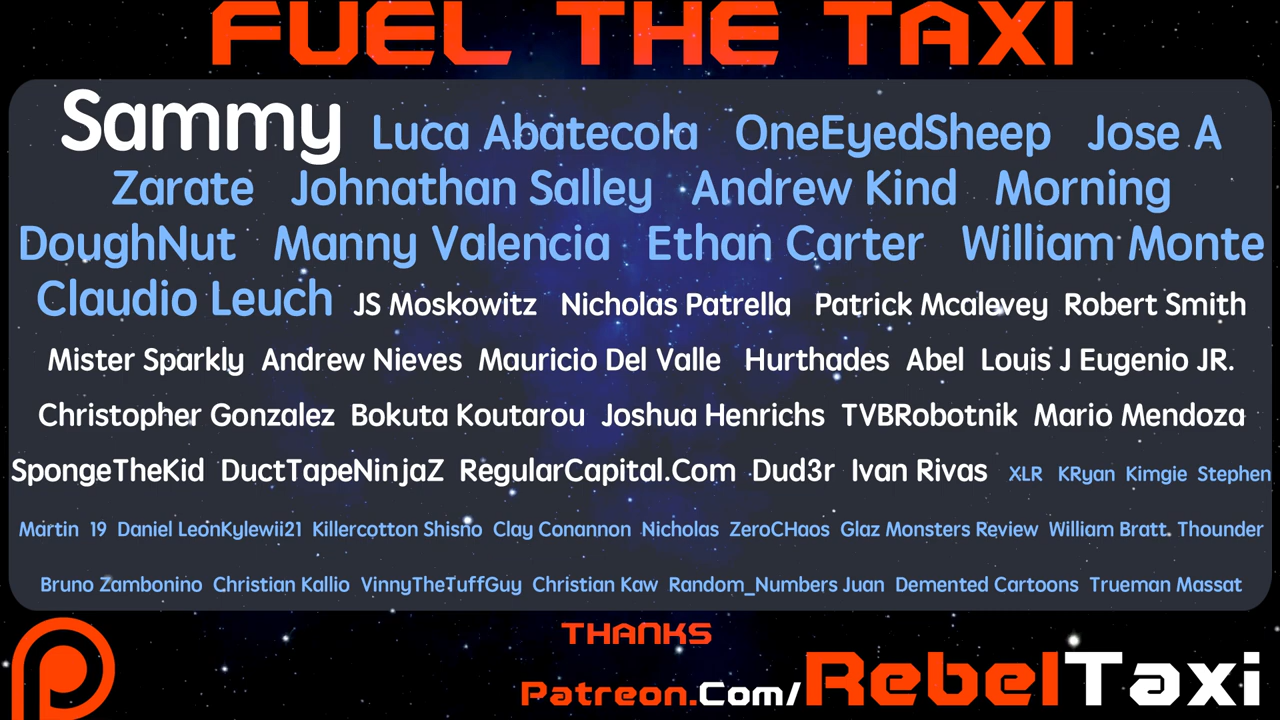 FUEL THE TAXI
Sammy Luca Abatecola OneEyedSheep Jose A
Zarate Johnathan Salley Andrew Kind Morning
DoughNut Manny Valencia Ethan Carter William Monte
Claudio Leuch JS Moskowitz Nicholas Patrella Patrick Mcalevey Robert Smith
Mister Sparkly Andrew Nieves Mauricio Del Valle Hurthades Abel Louis J Eugenio JR.
Christopher Gonzalez Bokuta Koutarou Joshua Henrichs TVBRobotnik Mario Mendoza
SpongeTheKid DuctTapeNinjaZ RegularCapital.Com Dud3r Ivan Rivas XLR KRyan Kimgie Stephen
Martin 19 Daniel LeonKylewii21 Killercotton Shisno Clay Conannon Nicholas ZeroCHaos Glaz Monsters Review William Bratt. Thounder
Bruno Zambonino Christian Kallio VinnyTheTuffGuy Christian Kaw Random_Numbers Juan Demented Cartoons Trueman Massat
THANKS
Patreon.Com/RebelTaxi